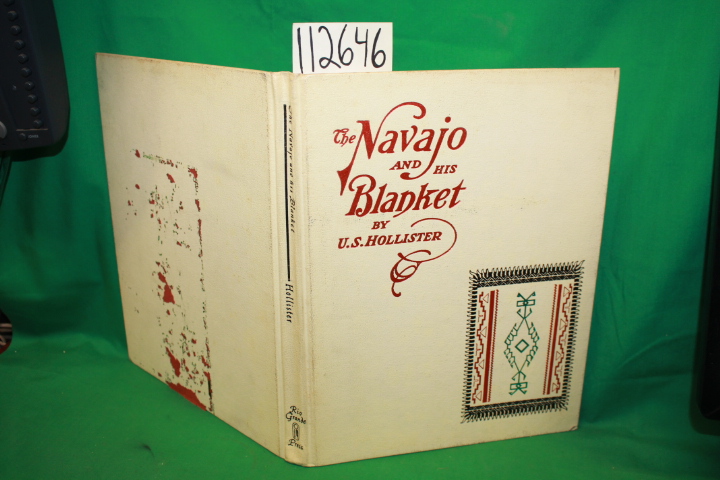 112646
The Navajo
AND HIS
Blanket
BY
U.S. HOLLISTER
The Navajo and His Blanket
Hollister
Rio
Grande
Press